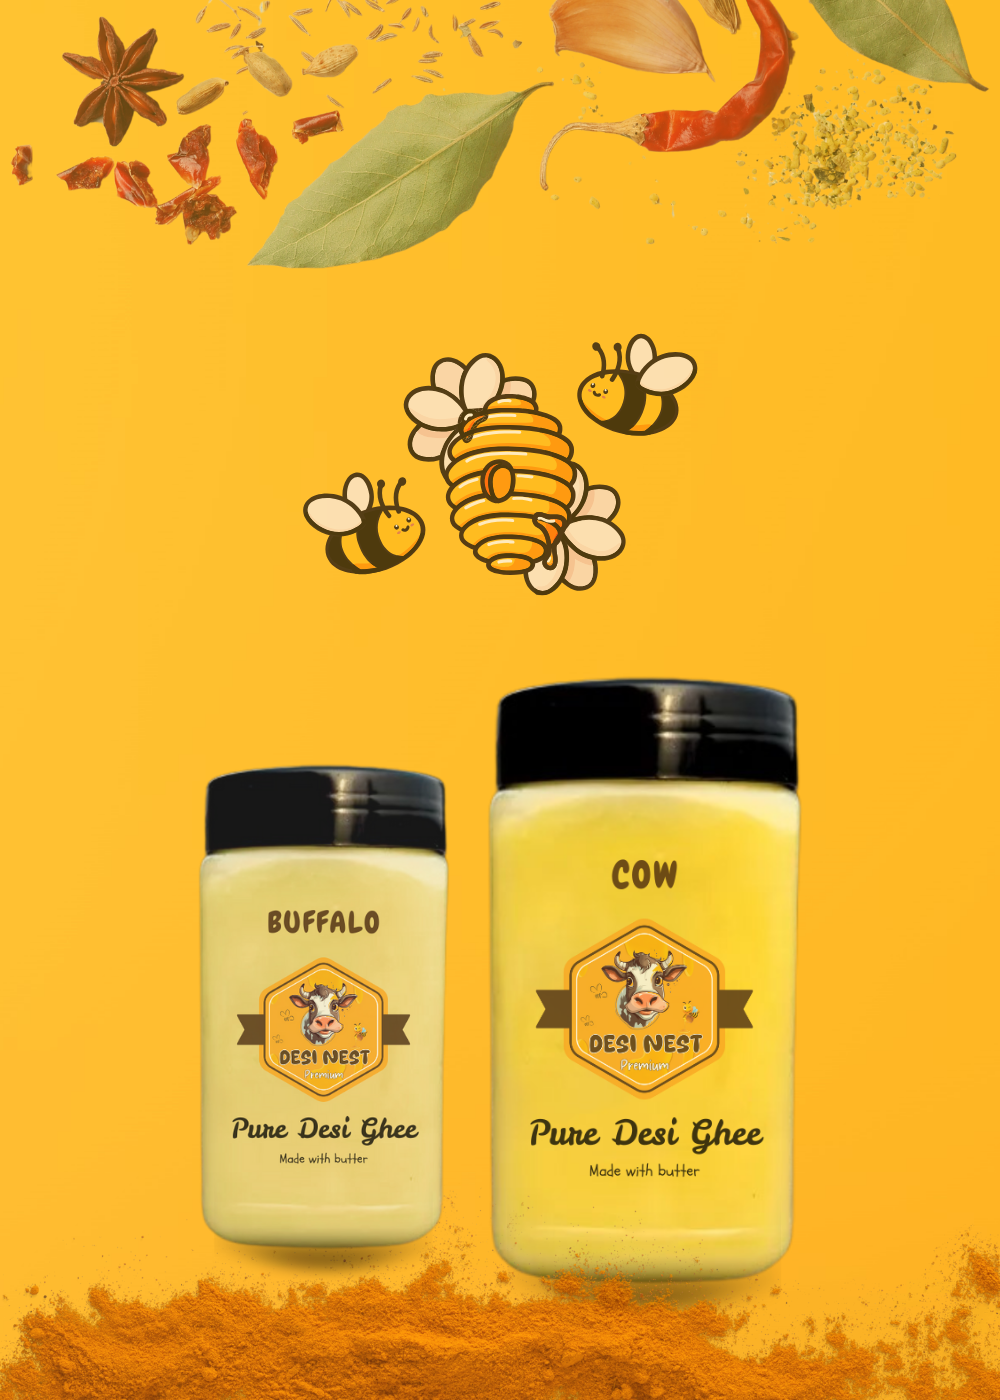 BUFFALO
DESI NEST
Premium
Pure Desi Ghee
Made with butter
COW
DESI NEST
Premium
Pure Desi Ghee
Made with butter